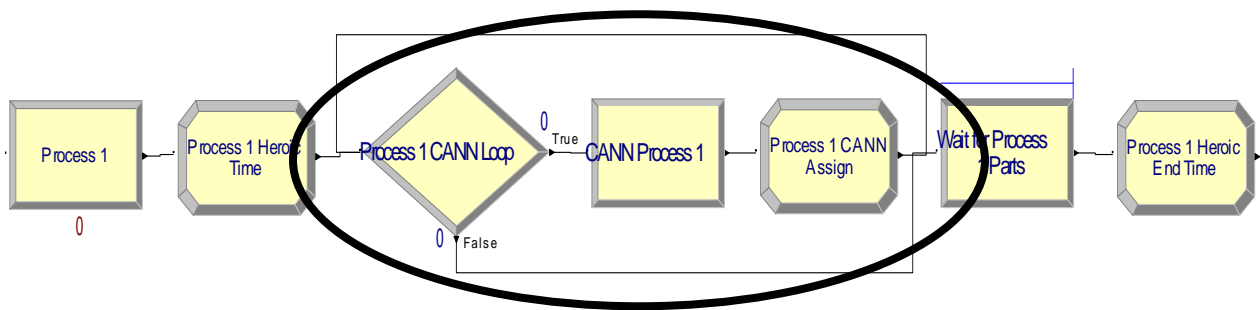 Process 1
0
Process 1 Heroic
Time
Process 1 CANN Loop
0
True
0
False
CANN Process 1
Process 1 CANN
Assign
Wait for Process
1 Parts
Process 1 Heroic
End Time